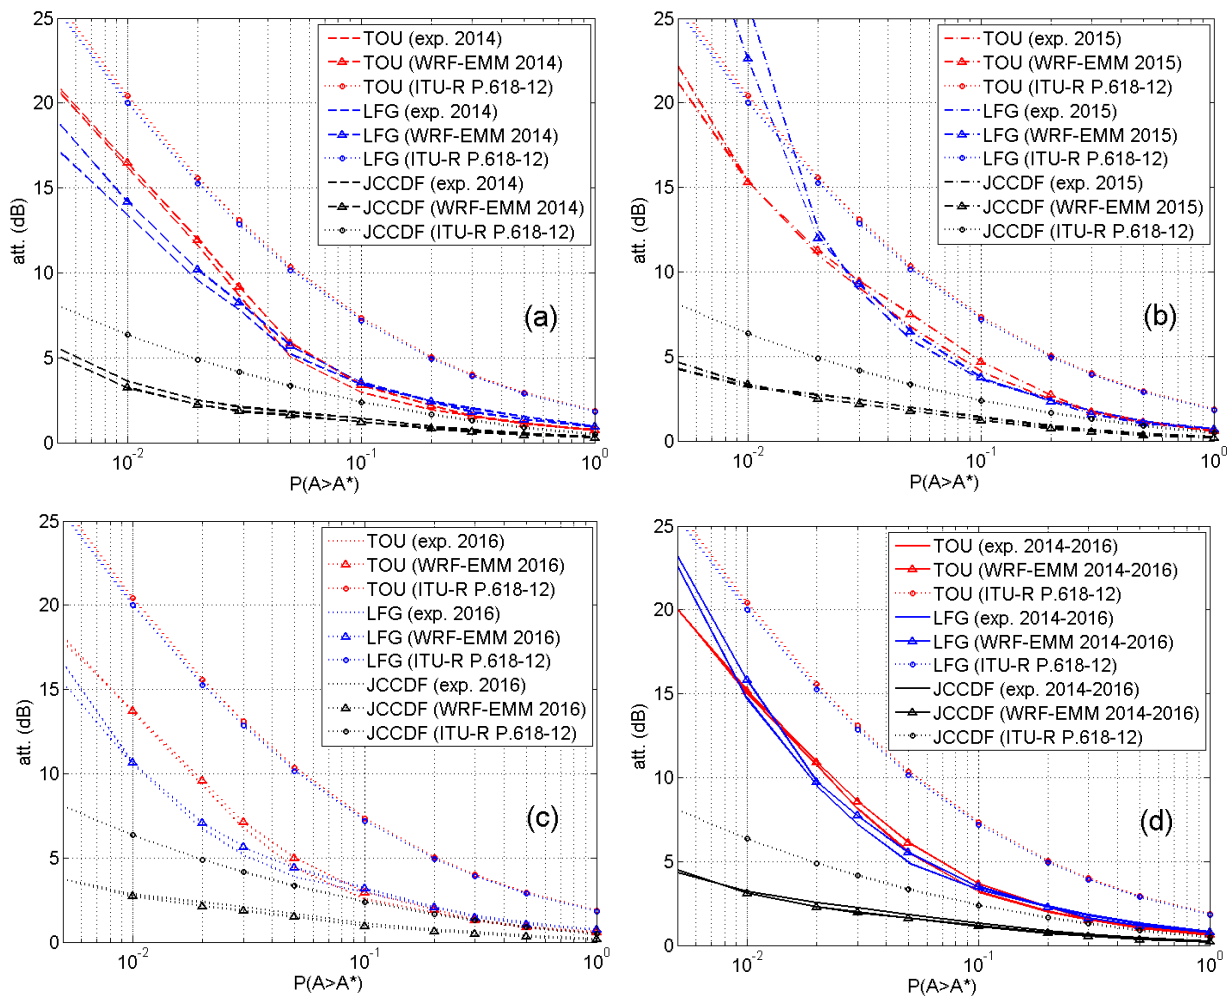 25
20
15
10
5
0
att. (dB)
TOU (exp. 2014)
TOU (WRF-EMM 2014)
TOU (ITU-R P.618-12)
LFG (exp. 2014)
LFG (WRF-EMM 2014)
LFG (ITU-R P.618-12)
JCCDF (exp. 2014)
JCCDF (WRF-EMM 2014)
JCCDF (ITU-R P.618-12)
(a)
10⁻² 10⁻¹ 10⁰
P(A>A*)
25
20
15
10
5
0
att. (dB)
TOU (exp. 2015)
TOU (WRF-EMM 2015)
TOU (ITU-R P.618-12)
LFG (exp. 2015)
LFG (WRF-EMM 2015)
LFG (ITU-R P.618-12)
JCCDF (exp. 2015)
JCCDF (WRF-EMM 2015)
JCCDF (ITU-R P.618-12)
(b)
10⁻² 10⁻¹ 10⁰
P(A>A*)
25
20
15
10
5
0
att. (dB)
TOU (exp. 2016)
TOU (WRF-EMM 2016)
TOU (ITU-R P.618-12)
LFG (exp. 2016)
LFG (WRF-EMM 2016)
LFG (ITU-R P.618-12)
JCCDF (exp. 2016)
JCCDF (WRF-EMM 2016)
JCCDF (ITU-R P.618-12)
(c)
10⁻² 10⁻¹ 10⁰
P(A>A*)
25
20
15
10
5
0
att. (dB)
TOU (exp. 2014-2016)
TOU (WRF-EMM 2014-2016)
TOU (ITU-R P.618-12)
LFG (exp. 2014-2016)
LFG (WRF-EMM 2014-2016)
LFG (ITU-R P.618-12)
JCCDF (exp. 2014-2016)
JCCDF (WRF-EMM 2014-2016)
JCCDF (ITU-R P.618-12)
(d)
10⁻² 10⁻¹ 10⁰
P(A>A*)